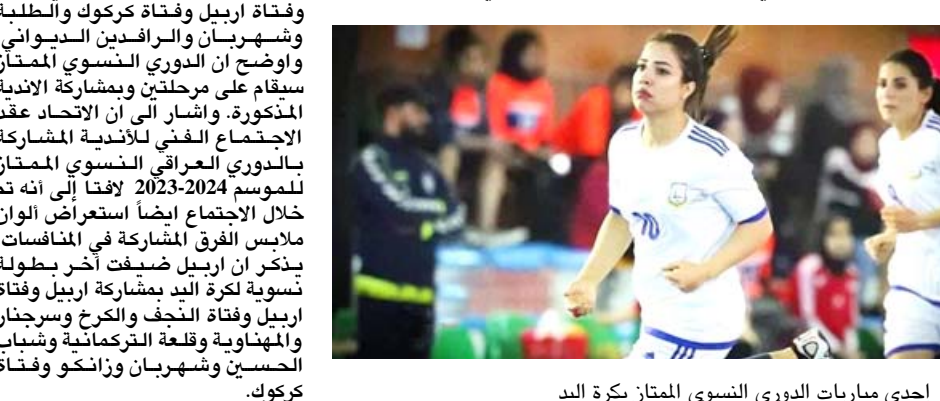 وفتاة اربيل وفتاة كركوك والطلبة
وشهربان والرافدين الديواني.
واوضح ان الدوري النسوي الممتاز
سيقام على مرحلتين وبمشاركة الاندية
المذكورة. واشار الى ان الاتحاد عقد
الاجتماع الفني للأندية المشاركة
بالدوري العراقي النسوي الممتاز
للموسم 2024-2023 لافتا إلى أنه تم
خلال الاجتماع ايضاً استعراض ألوان
ملابس الفرق المشاركة في المنافسات.
يذكر ان اربيل ضيفت آخر بطولة
نسوية لكرة اليد بمشاركة اربيل وفتاة
اربيل وفتاة النجف والكرخ وسرجنار
والمهناوية وقلعة التركمانية وشباب
الحسين وشهربان وزانكو وفتاة
كركوك.
70
احدى مباريات الدوري النسوي الممتاز بكرة اليد